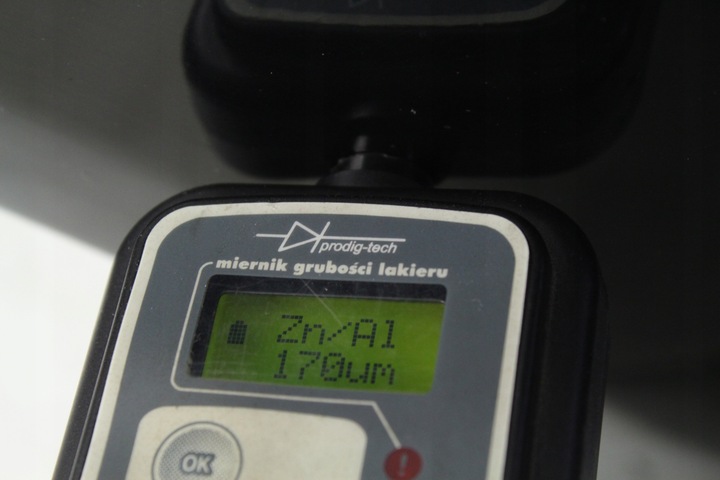 prodig-tech
miernik grubości lakieru
Zn/Al
170um
OK
!